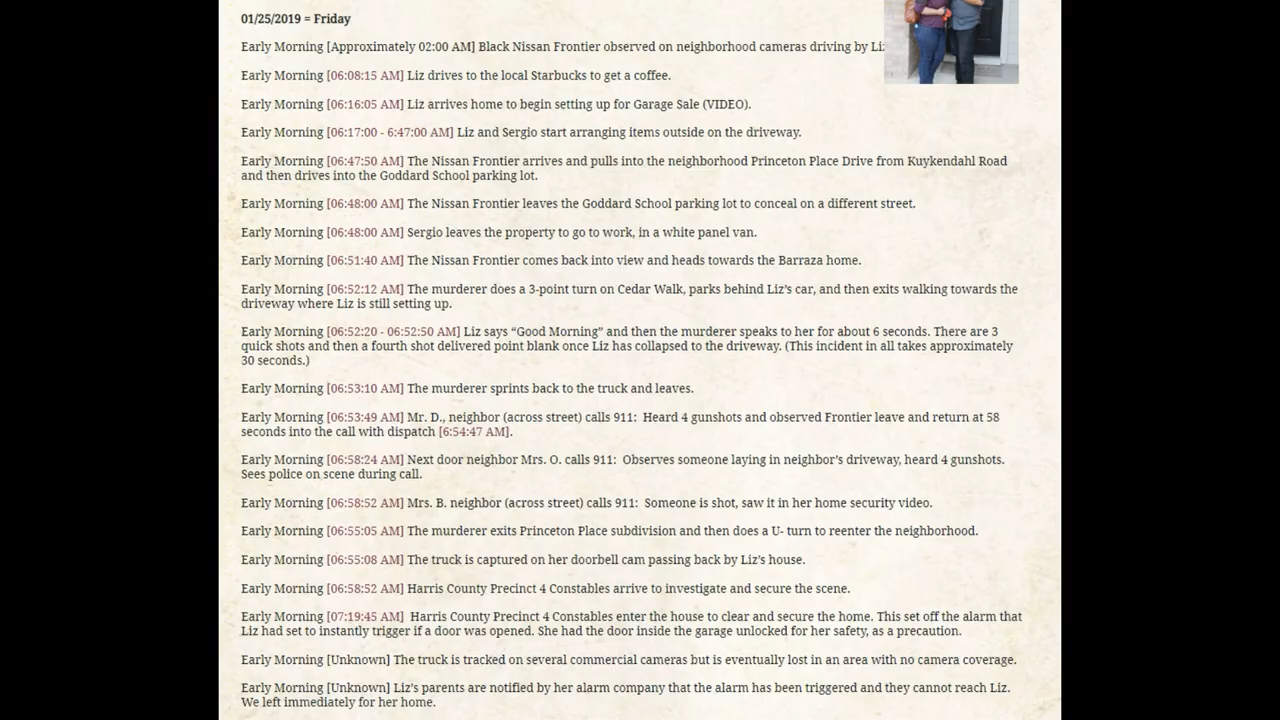 01/25/2019 = Friday
Early Morning [Approximately 02:00 AM] Black Nissan Frontier observed on neighborhood cameras driving by
Early Morning [06:08:15 AM] Liz drives to the local Starbucks to get a coffee.
Early Morning [06:16:05 AM] Liz arrives home to begin setting up for Garage Sale (VIDEO).
Early Morning [06:17:00 - 6:47:00 AM] Liz and Sergio start arranging items outside on the driveway.
Early Morning [06:47:50 AM] The Nissan Frontier arrives and pulls into the neighborhood Princeton Place Drive from Kuykendahl Road
and then drives into the Goddard School parking lot.
Early Morning [06:48:00 AM] The Nissan Frontier leaves the Goddard School parking lot to conceal on a different street.
Early Morning [06:48:00 AM] Sergio leaves the property to go to work, in a white panel van.
Early Morning [06:51:40 AM] The Nissan Frontier comes back into view and heads towards the Barraza home.
Early Morning [06:52:12 AM] The murderer does a 3-point turn on Cedar Walk, parks behind Liz’s car, and then exits walking towards the
driveway where Liz is still setting up.
Early Morning [06:52:20 - 06:52:50 AM] Liz says “Good Morning” and then the murderer speaks to her for about 6 seconds. There are 3
quick shots and then a fourth shot delivered point blank once Liz has collapsed to the driveway. (This incident in all takes approximately
30 seconds.)
Early Morning [06:53:10 AM] The murderer sprints back to the truck and leaves.
Early Morning [06:53:49 AM] Mr. D., neighbor (across street) calls 911: Heard 4 gunshots and observed Frontier leave and return at 58
seconds into the call with dispatch [6:54:47 AM].
Early Morning [06:58:24 AM] Next door neighbor Mrs. O. calls 911: Observes someone laying in neighbor’s driveway, heard 4 gunshots.
Sees police on scene during call.
Early Morning [06:58:52 AM] Mrs. B. neighbor (across street) calls 911: Someone is shot, saw it in her home security video.
Early Morning [06:55:05 AM] The murderer exits Princeton Place subdivision and then does a U- turn to reenter the neighborhood.
Early Morning [06:55:08 AM] The truck is captured on her doorbell cam passing back by Liz’s house.
Early Morning [06:58:52 AM] Harris County Precinct 4 Constables arrive to investigate and secure the scene.
Early Morning [07:19:45 AM] Harris County Precinct 4 Constables enter the house to clear and secure the home. This set off the alarm that
Liz had set to instantly trigger if a door was opened. She had the door inside the garage unlocked for her safety, as a precaution.
Early Morning [Unknown] The truck is tracked on several commercial cameras but is eventually lost in an area with no camera coverage.
Early Morning [Unknown] Liz’s parents are notified by her alarm company that the alarm has been triggered and they cannot reach Liz.
We left immediately for her home.